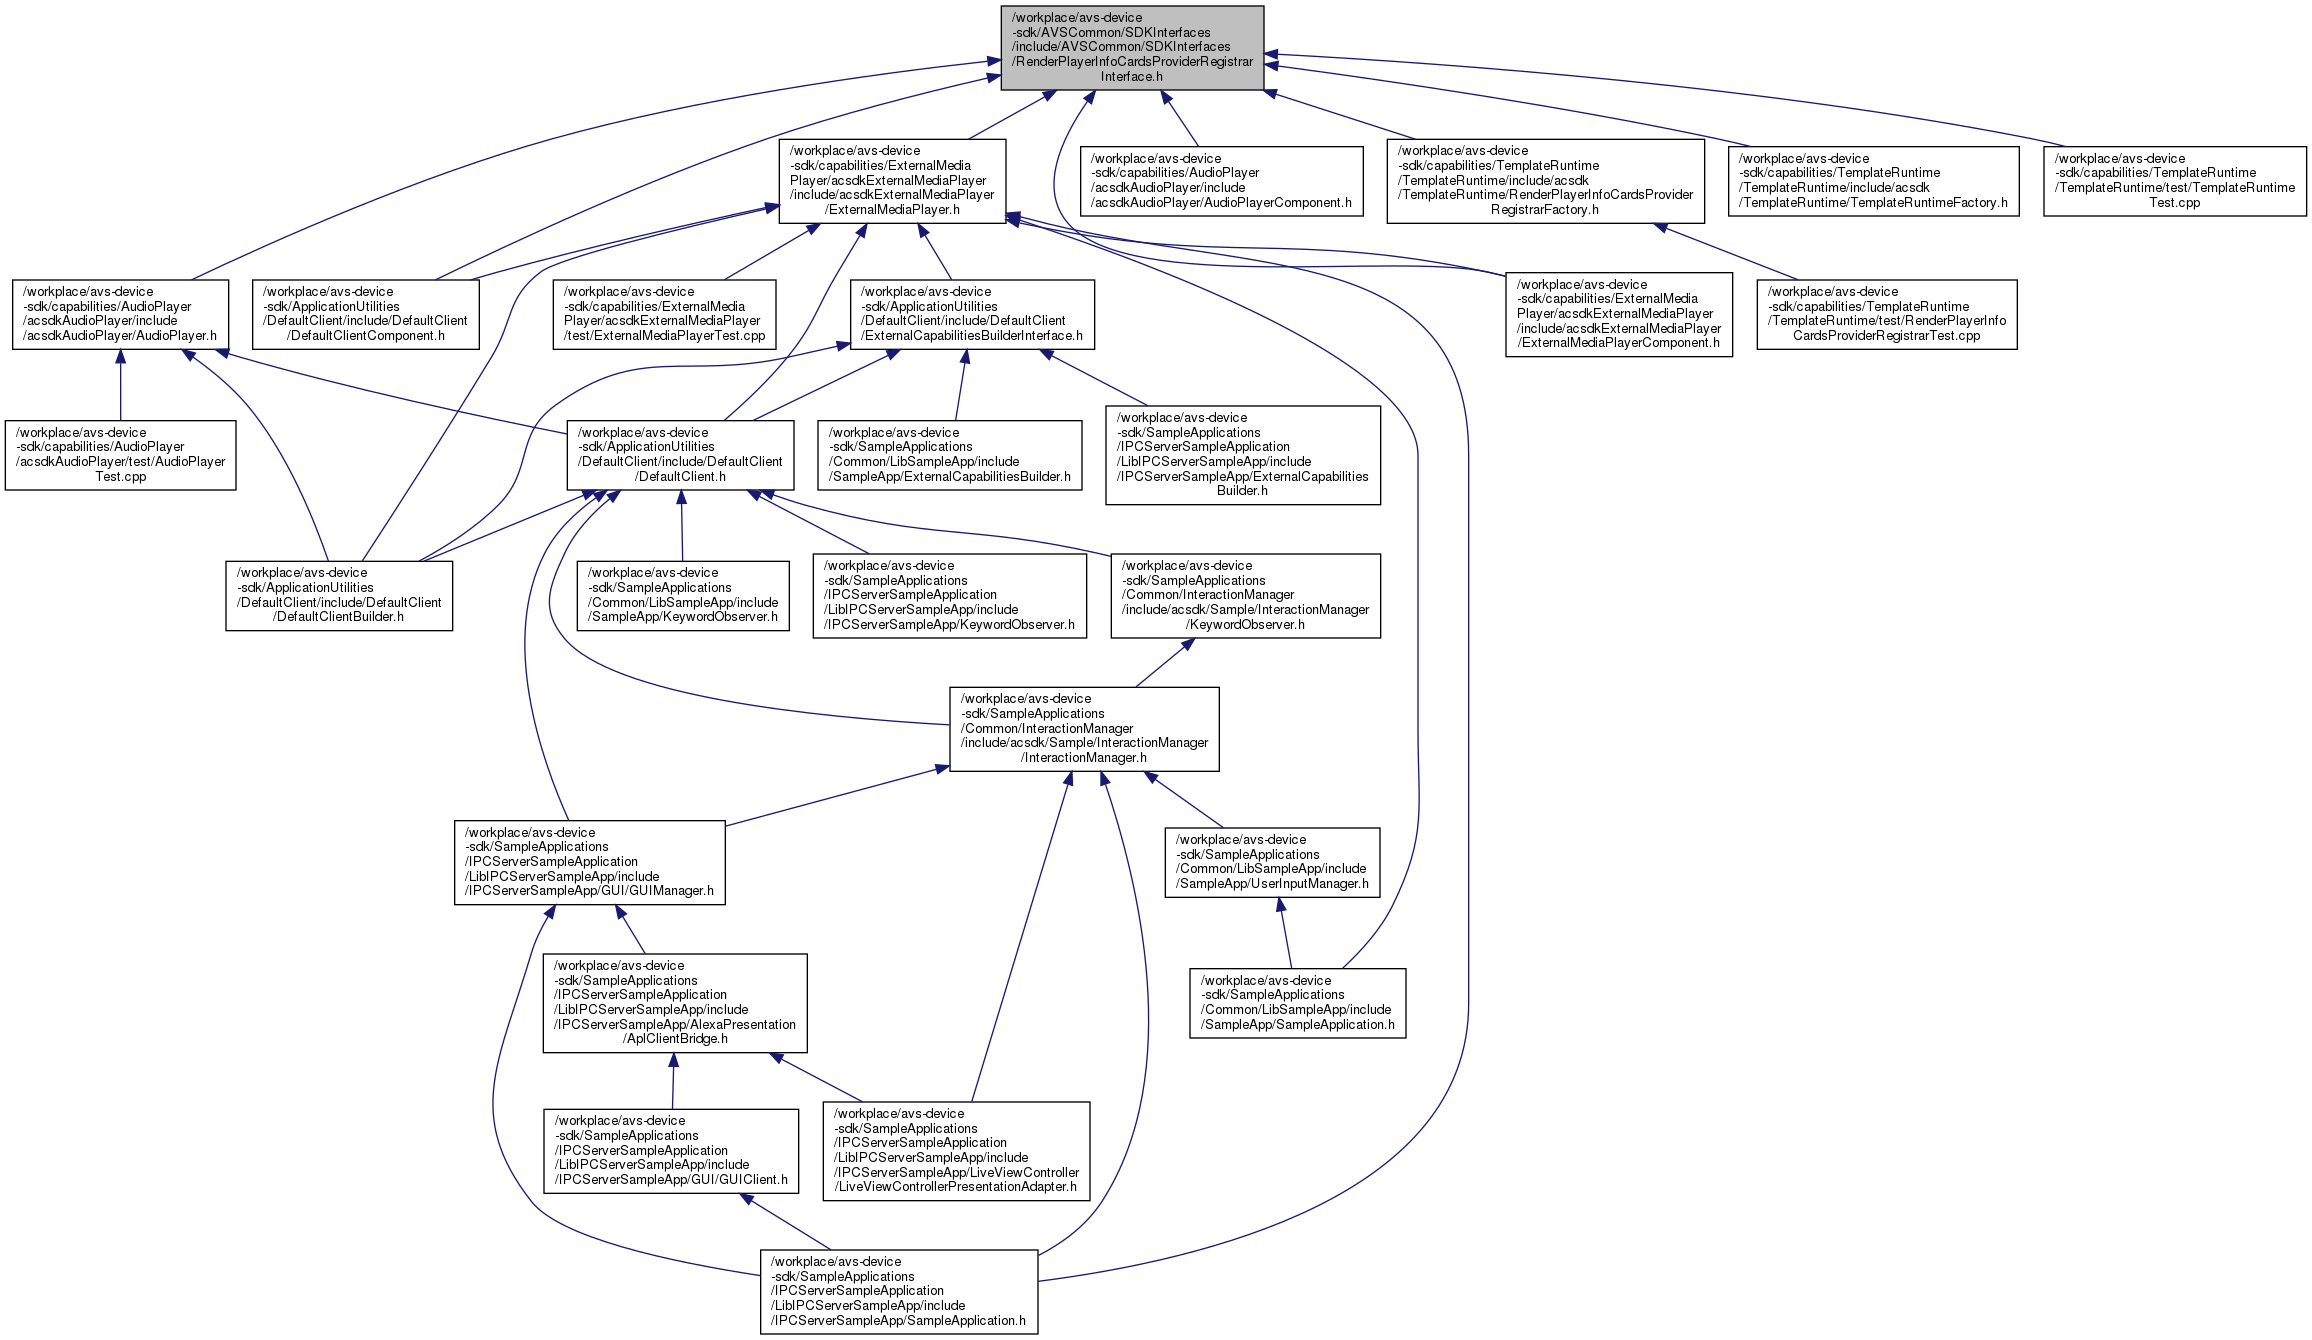 /workplace/avs-device
-sdk/AVSCommon/SDKInterfaces
/include/AVSCommon/SDKInterfaces
/RenderPlayerInfoCardsProviderRegistrar
Interface.h
/workplace/avs-device
-sdk/capabilities/ExternalMedia
Player/acsdkExternalMediaPlayer
/include/acsdkExternalMediaPlayer
/ExternalMediaPlayer.h
/workplace/avs-device
-sdk/capabilities/AudioPlayer
/acsdkAudioPlayer/include
/acsdkAudioPlayer/AudioPlayerComponent.h
/workplace/avs-device
-sdk/capabilities/TemplateRuntime
/TemplateRuntime/include/acsdk
/TemplateRuntime/RenderPlayerInfoCardsProvider
RegistrarFactory.h
/workplace/avs-device
-sdk/capabilities/TemplateRuntime
/TemplateRuntime/include/acsdk
/TemplateRuntime/TemplateRuntimeFactory.h
/workplace/avs-device
-sdk/capabilities/TemplateRuntime
/TemplateRuntime/test/TemplateRuntime
Test.cpp
/workplace/avs-device
-sdk/capabilities/AudioPlayer
/acsdkAudioPlayer/include
/acsdkAudioPlayer/AudioPlayer.h
/workplace/avs-device
-sdk/ApplicationUtilities
/DefaultClient/include/DefaultClient
/DefaultClientComponent.h
/workplace/avs-device
-sdk/capabilities/ExternalMedia
Player/acsdkExternalMediaPlayer
/test/ExternalMediaPlayerTest.cpp
/workplace/avs-device
-sdk/ApplicationUtilities
/DefaultClient/include/DefaultClient
/ExternalCapabilitiesBuilderInterface.h
/workplace/avs-device
-sdk/capabilities/ExternalMedia
Player/acsdkExternalMediaPlayer
/include/acsdkExternalMediaPlayer
/ExternalMediaPlayerComponent.h
/workplace/avs-device
-sdk/capabilities/TemplateRuntime
/TemplateRuntime/test/RenderPlayerInfo
CardsProviderRegistrarTest.cpp
/workplace/avs-device
-sdk/capabilities/AudioPlayer
/acsdkAudioPlayer/test/AudioPlayer
Test.cpp
/workplace/avs-device
-sdk/ApplicationUtilities
/DefaultClient/include/DefaultClient
/DefaultClient.h
/workplace/avs-device
-sdk/SampleApplications
/Common/LibSampleApp/include
/SampleApp/ExternalCapabilitiesBuilder.h
/workplace/avs-device
-sdk/SampleApplications
/IPCServerSampleApplication
/LibIPCServerSampleApp/include
/IPCServerSampleApp/ExternalCapabilities
Builder.h
/workplace/avs-device
-sdk/ApplicationUtilities
/DefaultClient/include/DefaultClient
/DefaultClientBuilder.h
/workplace/avs-device
-sdk/SampleApplications
/Common/LibSampleApp/include
/SampleApp/KeywordObserver.h
/workplace/avs-device
-sdk/SampleApplications
/IPCServerSampleApplication
/LibIPCServerSampleApp/include
/IPCServerSampleApp/KeywordObserver.h
/workplace/avs-device
-sdk/SampleApplications
/Common/InteractionManager
/include/acsdk/Sample/InteractionManager
/KeywordObserver.h
/workplace/avs-device
-sdk/SampleApplications
/Common/InteractionManager
/include/acsdk/Sample/InteractionManager
/InteractionManager.h
/workplace/avs-device
-sdk/SampleApplications
/IPCServerSampleApplication
/LibIPCServerSampleApp/include
/IPCServerSampleApp/GUI/GUIManager.h
/workplace/avs-device
-sdk/SampleApplications
/Common/LibSampleApp/include
/SampleApp/UserInputManager.h
/workplace/avs-device
-sdk/SampleApplications
/IPCServerSampleApplication
/LibIPCServerSampleApp/include
/IPCServerSampleApp/AlexaPresentation
/AplClientBridge.h
/workplace/avs-device
-sdk/SampleApplications
/Common/LibSampleApp/include
/SampleApp/SampleApplication.h
/workplace/avs-device
-sdk/SampleApplications
/IPCServerSampleApplication
/LibIPCServerSampleApp/include
/IPCServerSampleApp/GUI/GUIClient.h
/workplace/avs-device
-sdk/SampleApplications
/IPCServerSampleApplication
/LibIPCServerSampleApp/include
/IPCServerSampleApp/LiveViewController
/LiveViewControllerPresentationAdapter.h
/workplace/avs-device
-sdk/SampleApplications
/IPCServerSampleApplication
/LibIPCServerSampleApp/include
/IPCServerSampleApp/SampleApplication.h